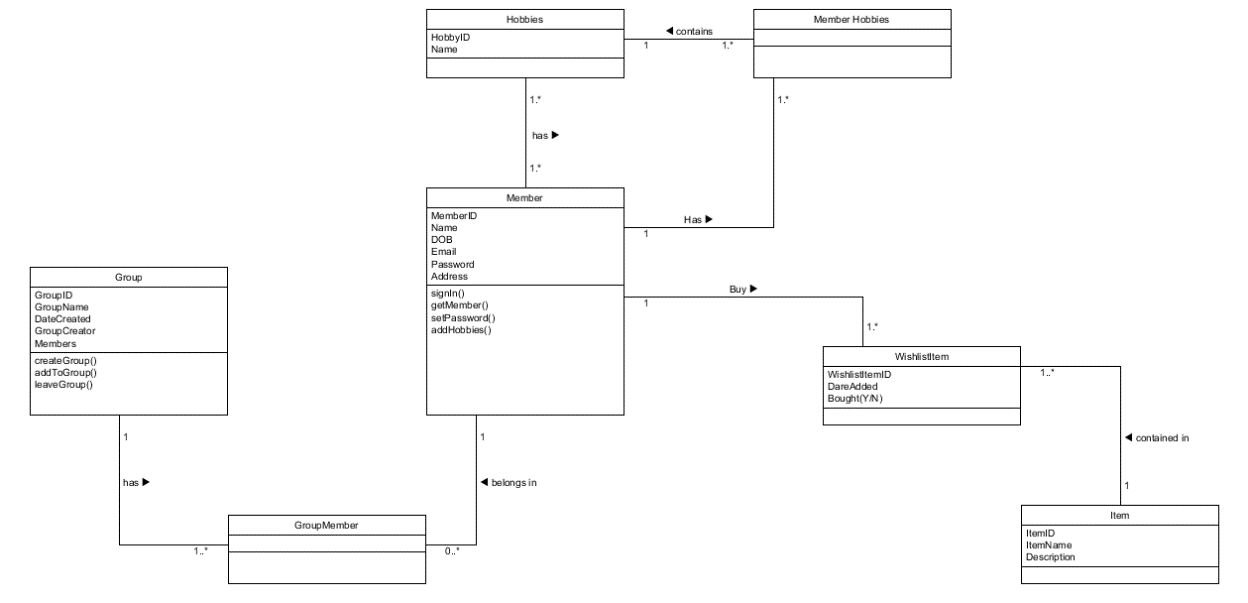 Hobbies
HobbyID
Name
◄ contains
1
1.*
Member Hobbies
1.*
has ►
1.*
1.*
Member
MemberID
Name
DOB
Email
Password
Address
signIn()
getMember()
setPassword()
addHobbies()
Has ►
1
Buy ►
1
1.*
Group
GroupID
GroupName
DateCreated
GroupCreator
Members
createGroup()
addToGroup()
leaveGroup()
WishlistItem
WishlistItemID
DareAdded
Bought(Y/N)
1..*
◄ contained in
1
1
has ►
1..*
1
◄ belongs in
0..*
GroupMember
Item
ItemID
ItemName
Description